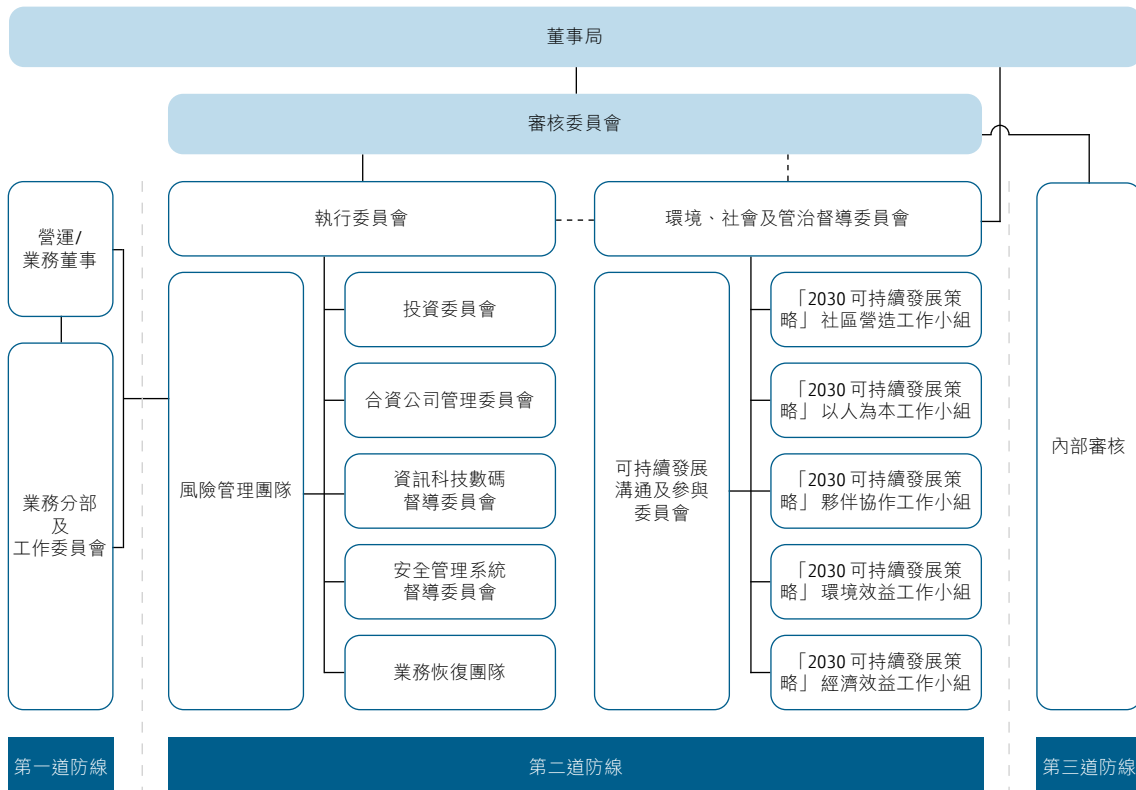 董事局
審核委員會
營運/
業務董事
執行委員會
環境、社會及管治督導委員會
業務分部
及
工作委員會
風險管理團隊
投資委員會
合資公司管理委員會
資訊科技數碼
督導委員會
安全管理系統
督導委員會
業務恢復團隊
可持續發展
溝通及參與
委員會
「2030 可持續發展策
略」 社區營造工作小組
「2030 可持續發展策
略」 以人為本工作小組
「2030 可持續發展策
略」 夥伴協作工作小組
「2030 可持續發展策
略」 環境效益工作小組
「2030 可持續發展策
略」 經濟效益工作小組
內部審核
第一道防線
第二道防線
第三道防線